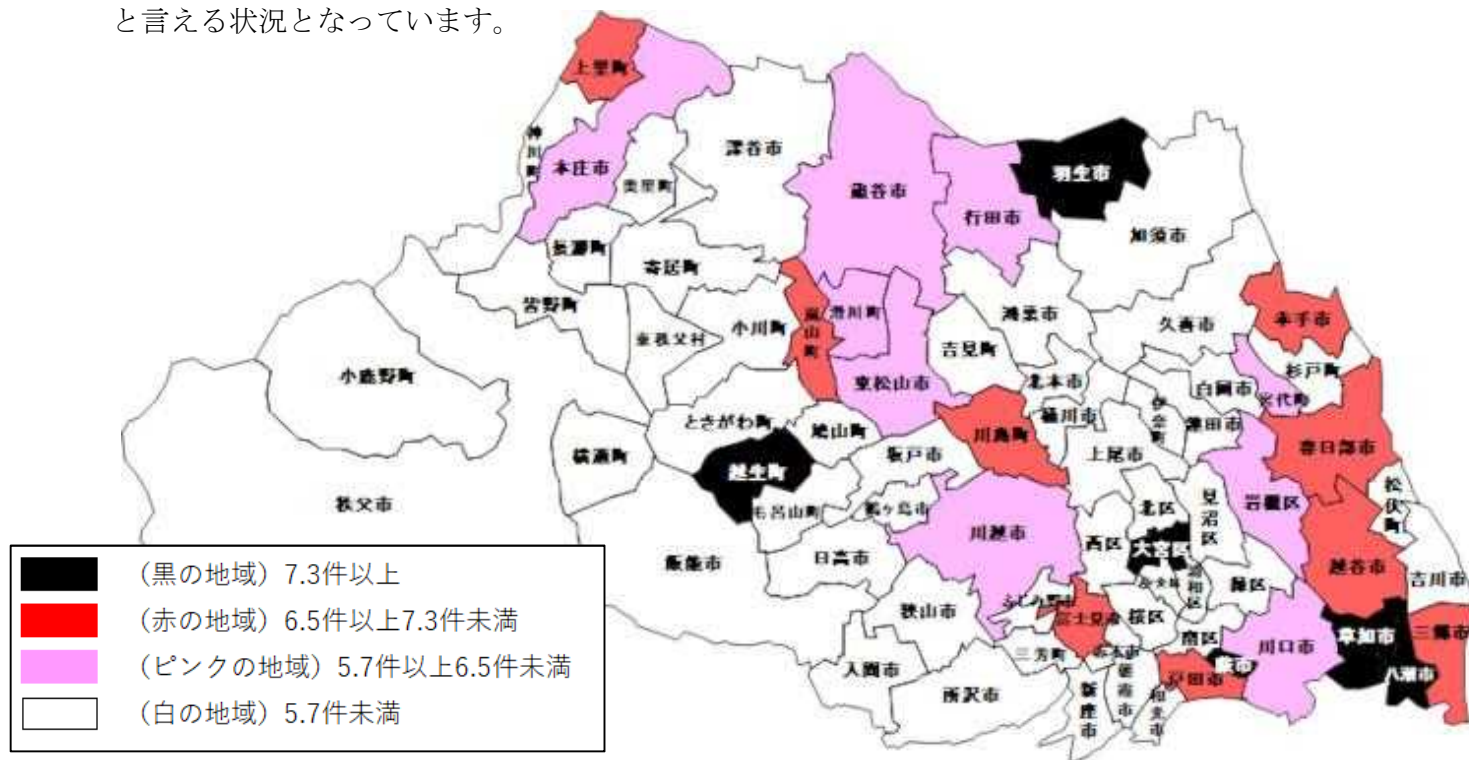 と言える状況となっています。
上里町
神川町
本庄市
美里町
深谷市
熊谷市
行田市
羽生市
加須市
長瀞町
寄居町
皆野町
東秩父村
小川町
嵐山町
滑川町
吉見町
鴻巣市
久喜市
幸手市
杉戸町
小鹿野町
東松山市
北本市
白岡市
宮代町
ときがわ町
鳩山町
川島町
桶川市
伊奈町
蓮田市
春日部市
横瀬町
越生町
坂戸市
上尾市
松伏町
秩父市
毛呂山町
鶴ヶ島市
川越市
北区
見沼区
岩槻区
飯能市
日高市
西区
大宮区
越谷市
吉川市
浦和区
緑区
狭山市
ふじみ野市
富士見市
桜区
南区
川口市
草加市
三郷市
入間市
三芳町
蕨市
八潮市
所沢市
新座市
朝霞市
和光市
戸田市
(黒の地域) 7.3件以上
(赤の地域) 6.5件以上7.3件未満
(ピンクの地域) 5.7件以上6.5件未満
(白の地域) 5.7件未満